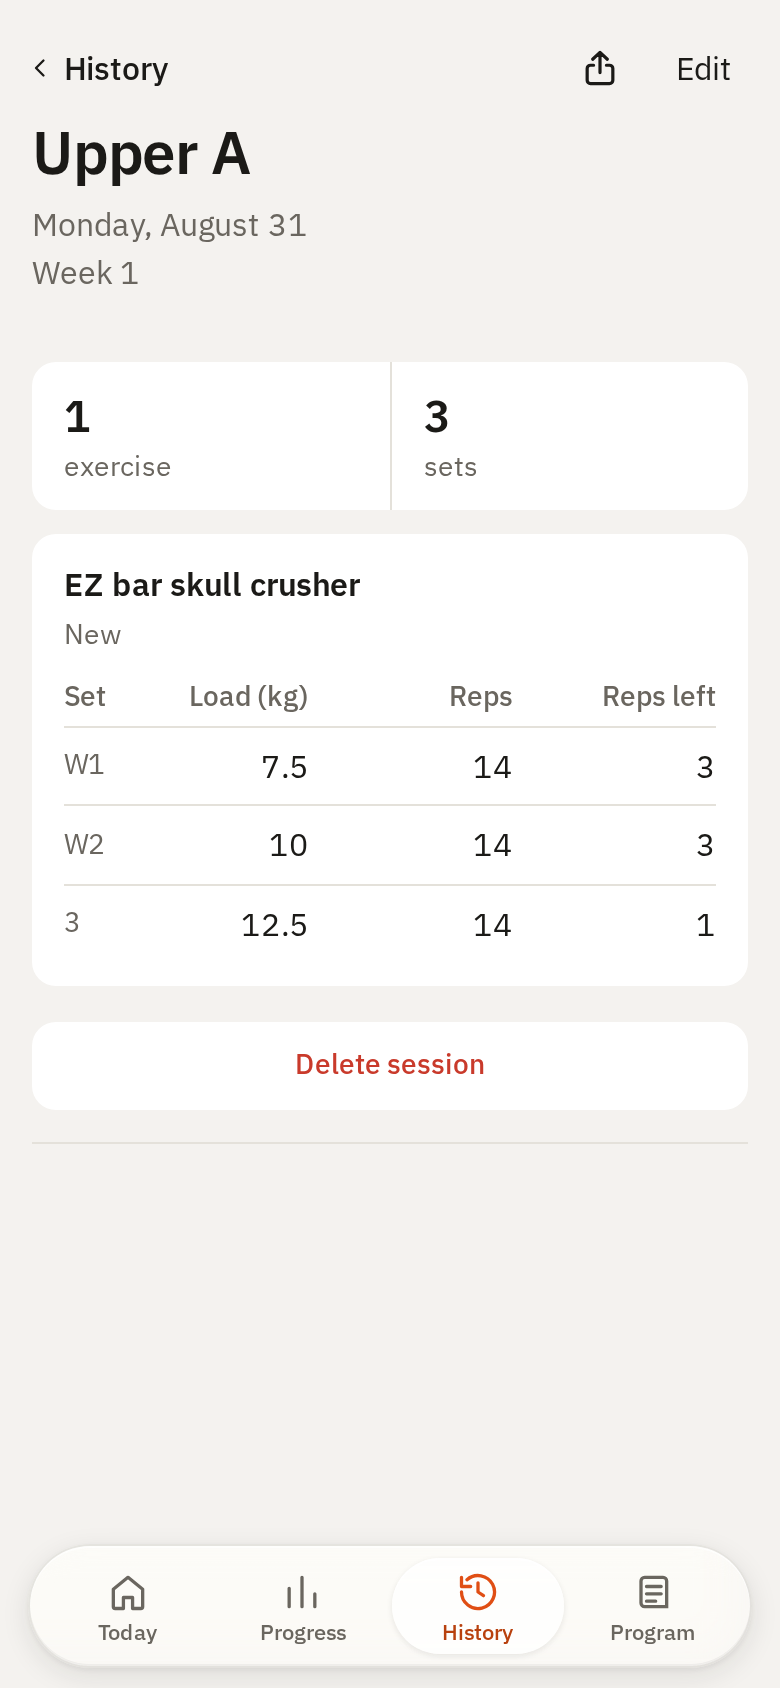 History Edit
Upper A
Monday, August 31
Week 1
1 3
exercise sets
EZ bar skull crusher
New
Set Load (kg) Reps Reps left
W1 7.5 14 3
W2 10 14 3
3 12.5 14 1
Delete session
Today Progress History Program